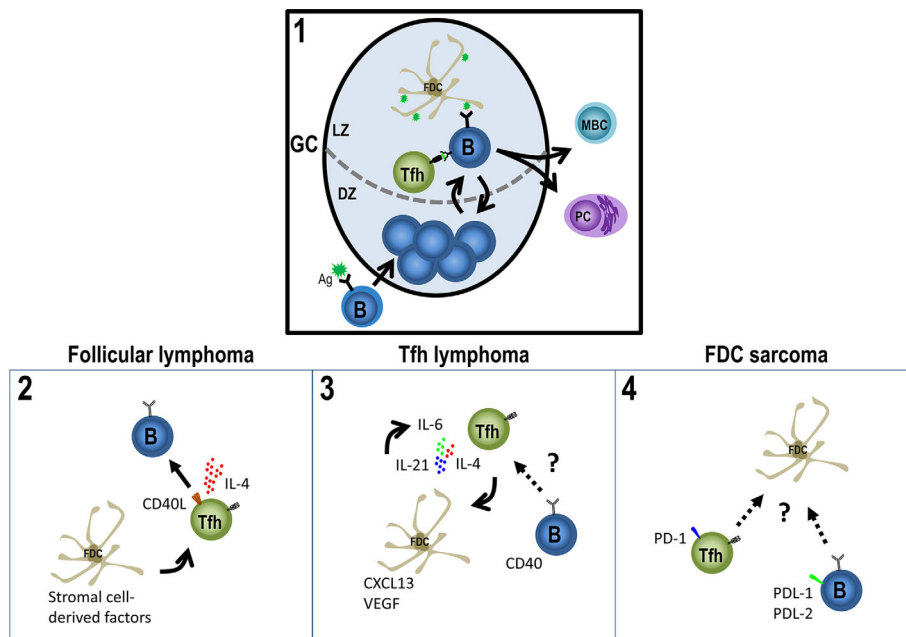 1
FDC
LZ
GC
B
Tfh
DZ
MBC
PC
Ag
B
Follicular lymphoma
Tfh lymphoma
FDC sarcoma
2
B
IL-4
CD40L
Tfh
FDC
Stromal cell-
derived factors
3
IL-6
Tfh
IL-21
IL-4
?
FDC
B
CD40
CXCL13
VEGF
4
FDC
?
PD-1
Tfh
B
PDL-1
PDL-2